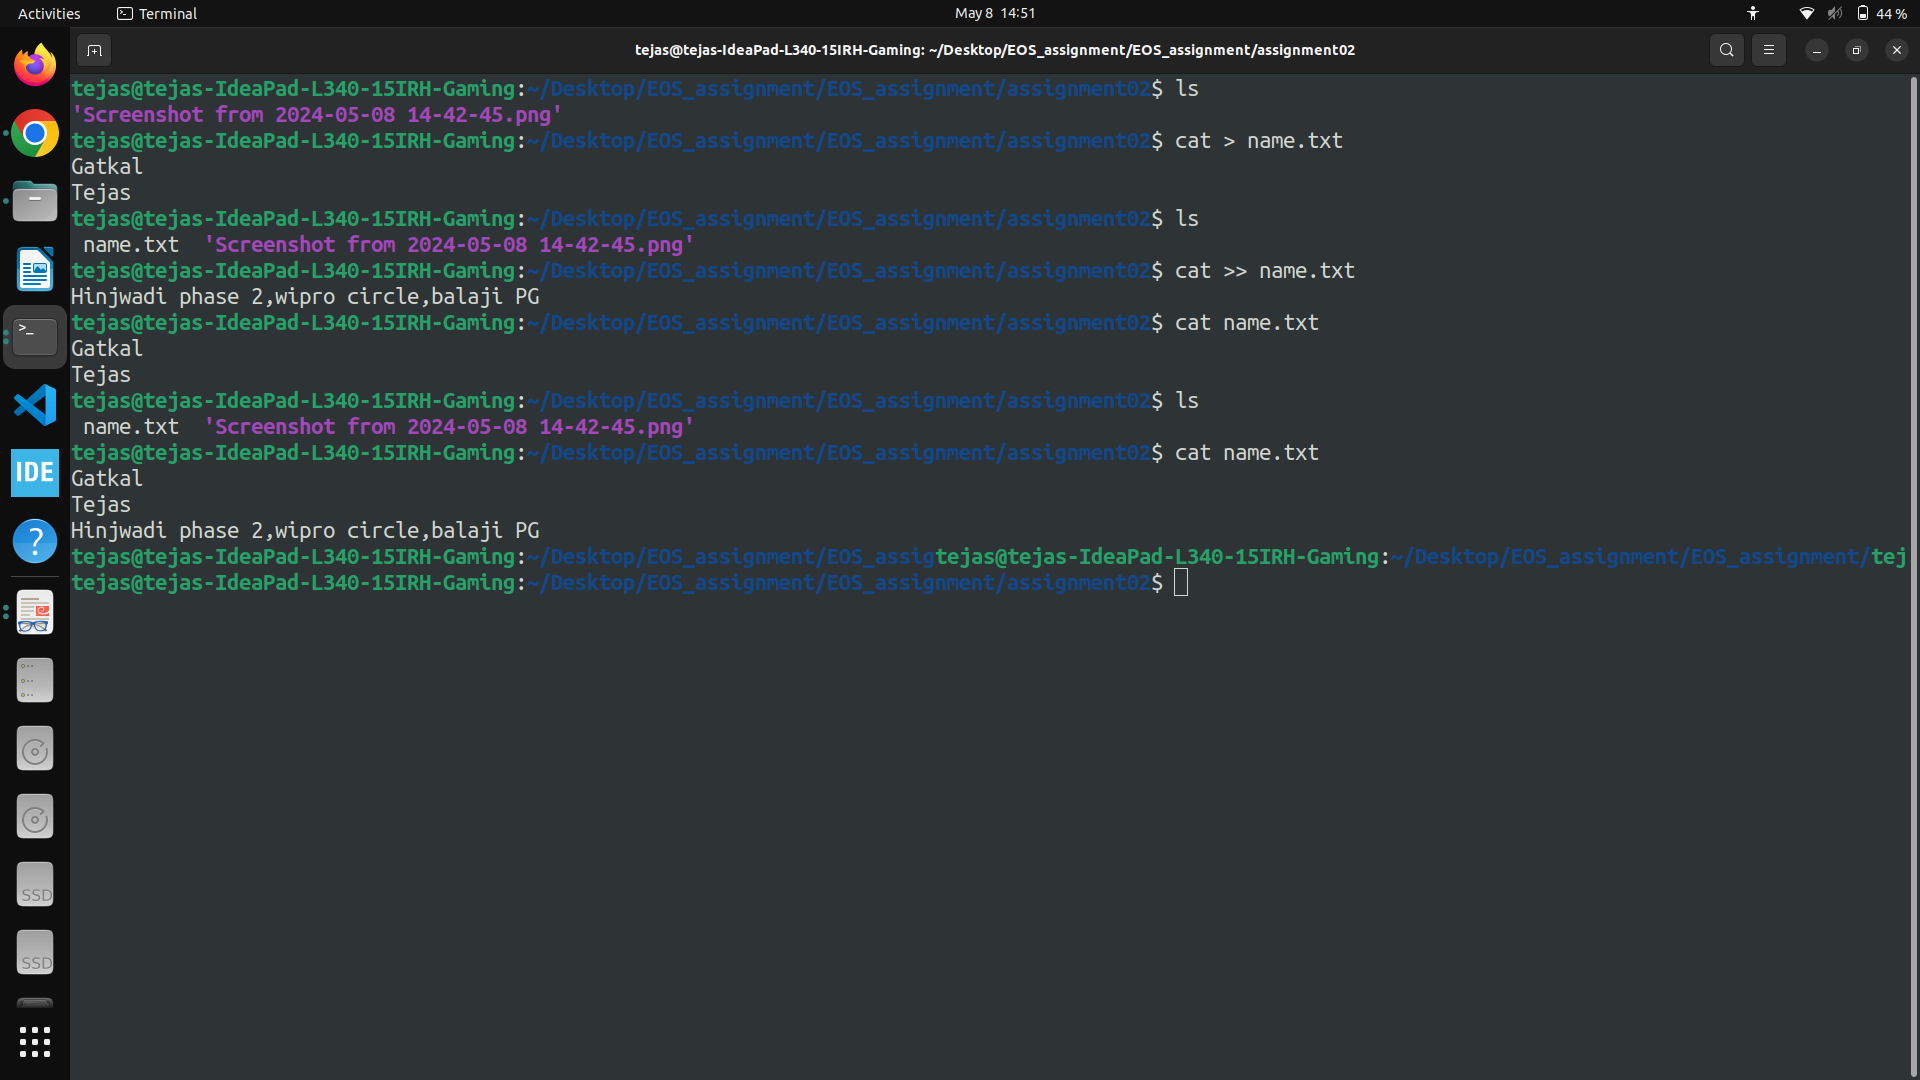 Activities
Terminal
May 8 14:51
44 %
tejas@tejas-IdeaPad-L340-15IRH-Gaming: ~/Desktop/EOS_assignment/EOS_assignment/assignment02
tejas@tejas-IdeaPad-L340-15IRH-Gaming:~/Desktop/EOS_assignment/EOS_assignment/assignment02$ ls
'Screenshot from 2024-05-08 14-42-45.png'
tejas@tejas-IdeaPad-L340-15IRH-Gaming:~/Desktop/EOS_assignment/EOS_assignment/assignment02$ cat > name.txt
Gatkal
Tejas
tejas@tejas-IdeaPad-L340-15IRH-Gaming:~/Desktop/EOS_assignment/EOS_assignment/assignment02$ ls
name.txt 'Screenshot from 2024-05-08 14-42-45.png'
tejas@tejas-IdeaPad-L340-15IRH-Gaming:~/Desktop/EOS_assignment/EOS_assignment/assignment02$ cat >> name.txt
Hinjwadi phase 2,wipro circle,balaji PG
tejas@tejas-IdeaPad-L340-15IRH-Gaming:~/Desktop/EOS_assignment/EOS_assignment/assignment02$ cat name.txt
Gatkal
Tejas
tejas@tejas-IdeaPad-L340-15IRH-Gaming:~/Desktop/EOS_assignment/EOS_assignment/assignment02$ ls
name.txt 'Screenshot from 2024-05-08 14-42-45.png'
tejas@tejas-IdeaPad-L340-15IRH-Gaming:~/Desktop/EOS_assignment/EOS_assignment/assignment02$ cat name.txt
Gatkal
Tejas
Hinjwadi phase 2,wipro circle,balaji PG
tejas@tejas-IdeaPad-L340-15IRH-Gaming:~/Desktop/EOS_assignment/EOS_assigtejas@tejas-IdeaPad-L340-15IRH-Gaming:~/Desktop/EOS_assignment/EOS_assignment/tej
tejas@tejas-IdeaPad-L340-15IRH-Gaming:~/Desktop/EOS_assignment/EOS_assignment/assignment02$
>_
IDE
?
SSD
SSD